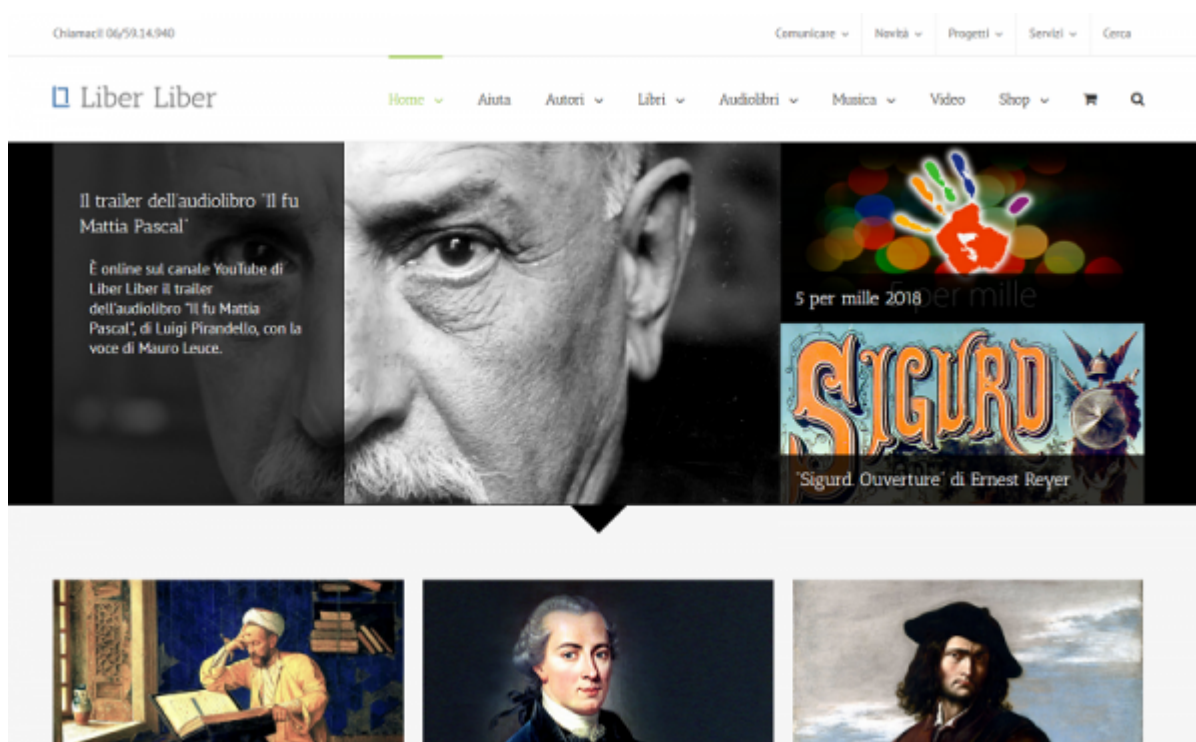 Chiamaci! 06/59.14.940
Comunicare Novità Progetti Servizi Cerca
Liber Liber
Home Aiuta Autori Libri Audiolibri Musica Video Shop
Il trailer dell'audiolibro "Il fu
Mattia Pascal"
È online sul canale YouTube di
Liber Liber il trailer
dell'audiolibro "Il fu Mattia
Pascal", di Luigi Pirandello, con la
voce di Mauro Leuce.
5 per mille
5 per mille 2018
SIGURD
"Sigurd. Ouverture" di Ernest Reyer